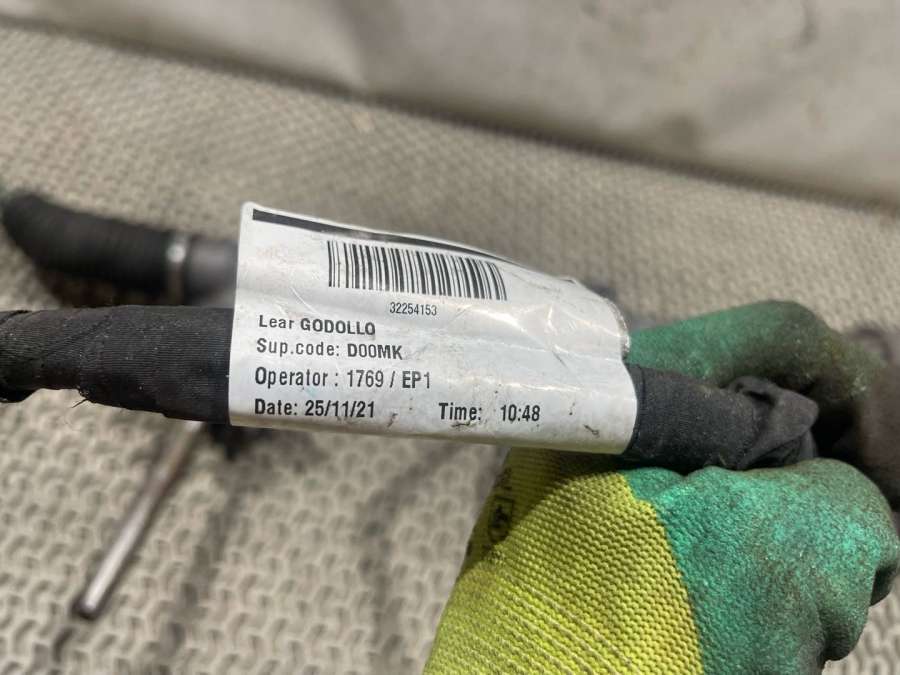 32254153
Lear GODOLLO
Sup.code: D00MK
Operator : 1769 / EP1
Date: 25/11/21 Time: 10:48